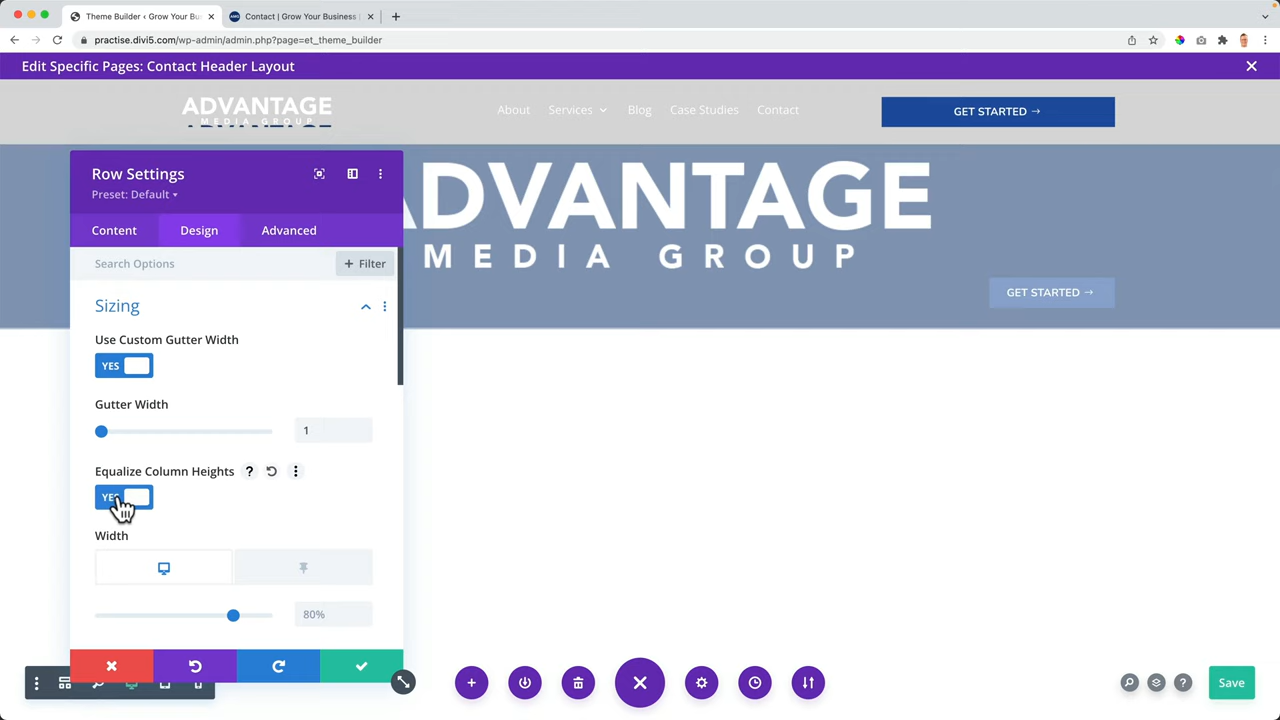 Theme Builder ‹ Grow Your Bu
Contact | Grow Your Business |
practise.divi5.com/wp-admin/admin.php?page=et_theme_builder
Edit Specific Pages: Contact Header Layout
ADVANTAGE
MEDIA GROUP
About Services Blog Case Studies Contact
GET STARTED →
ADVANTAGE
MEDIA GROUP
GET STARTED →
Row Settings
Preset: Default
Content Design Advanced
Search Options
+ Filter
Sizing
Use Custom Gutter Width
YES
Gutter Width
1
Equalize Column Heights ?
YES
Width
80%
?
Save